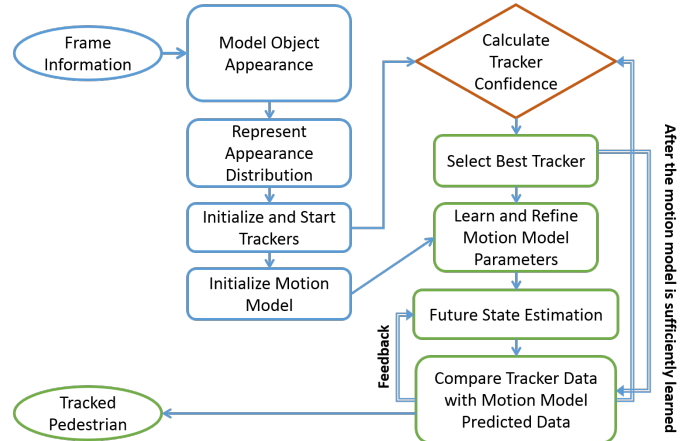 Frame
Information
Model Object
Appearance
Represent
Appearance
Distribution
Initialize and Start
Trackers
Initialize Motion
Model
Calculate
Tracker
Confidence
Select Best Tracker
Learn and Refine
Motion Model
Parameters
Future State Estimation
Compare Tracker Data
with Motion Model
Predicted Data
Feedback
After the motion model is sufficiently learned
Tracked
Pedestrian